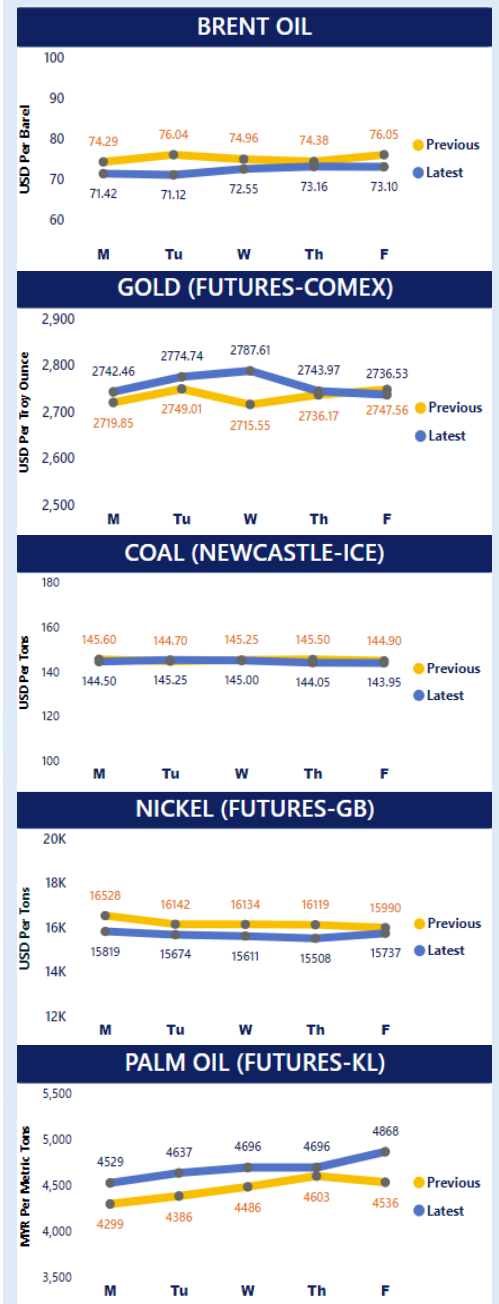 BRENT OIL
100
90
80
70
60
USD Per Barel
74.29 76.04 74.96 74.38 76.05
71.42 71.12 72.55 73.16 73.10
Previous
Latest
M Tu W Th F
GOLD (FUTURES-COMEX)
2,900
2,800
2,700
2,600
2,500
USD Per Troy Ounce
2742.46 2774.74 2787.61 2743.97 2736.53
2719.85 2749.01 2715.55 2736.17 2747.56
Previous
Latest
M Tu W Th F
COAL (NEWCASTLE-ICE)
180
160
140
120
100
USD Per Tons
145.60 144.70 145.25 145.50 144.90
144.50 145.25 145.00 144.05 143.95
Previous
Latest
M Tu W Th F
NICKEL (FUTURES-GB)
20K
18K
16K
14K
12K
USD Per Tons
16528 16142 16134 16119 15990
15819 15674 15611 15508 15737
Previous
Latest
M Tu W Th F
PALM OIL (FUTURES-KL)
5,500
5,000
4,500
4,000
3,500
MYR Per Metric Tons
4529 4637 4696 4696 4868
4299 4386 4486 4603 4536
Previous
Latest
M Tu W Th F